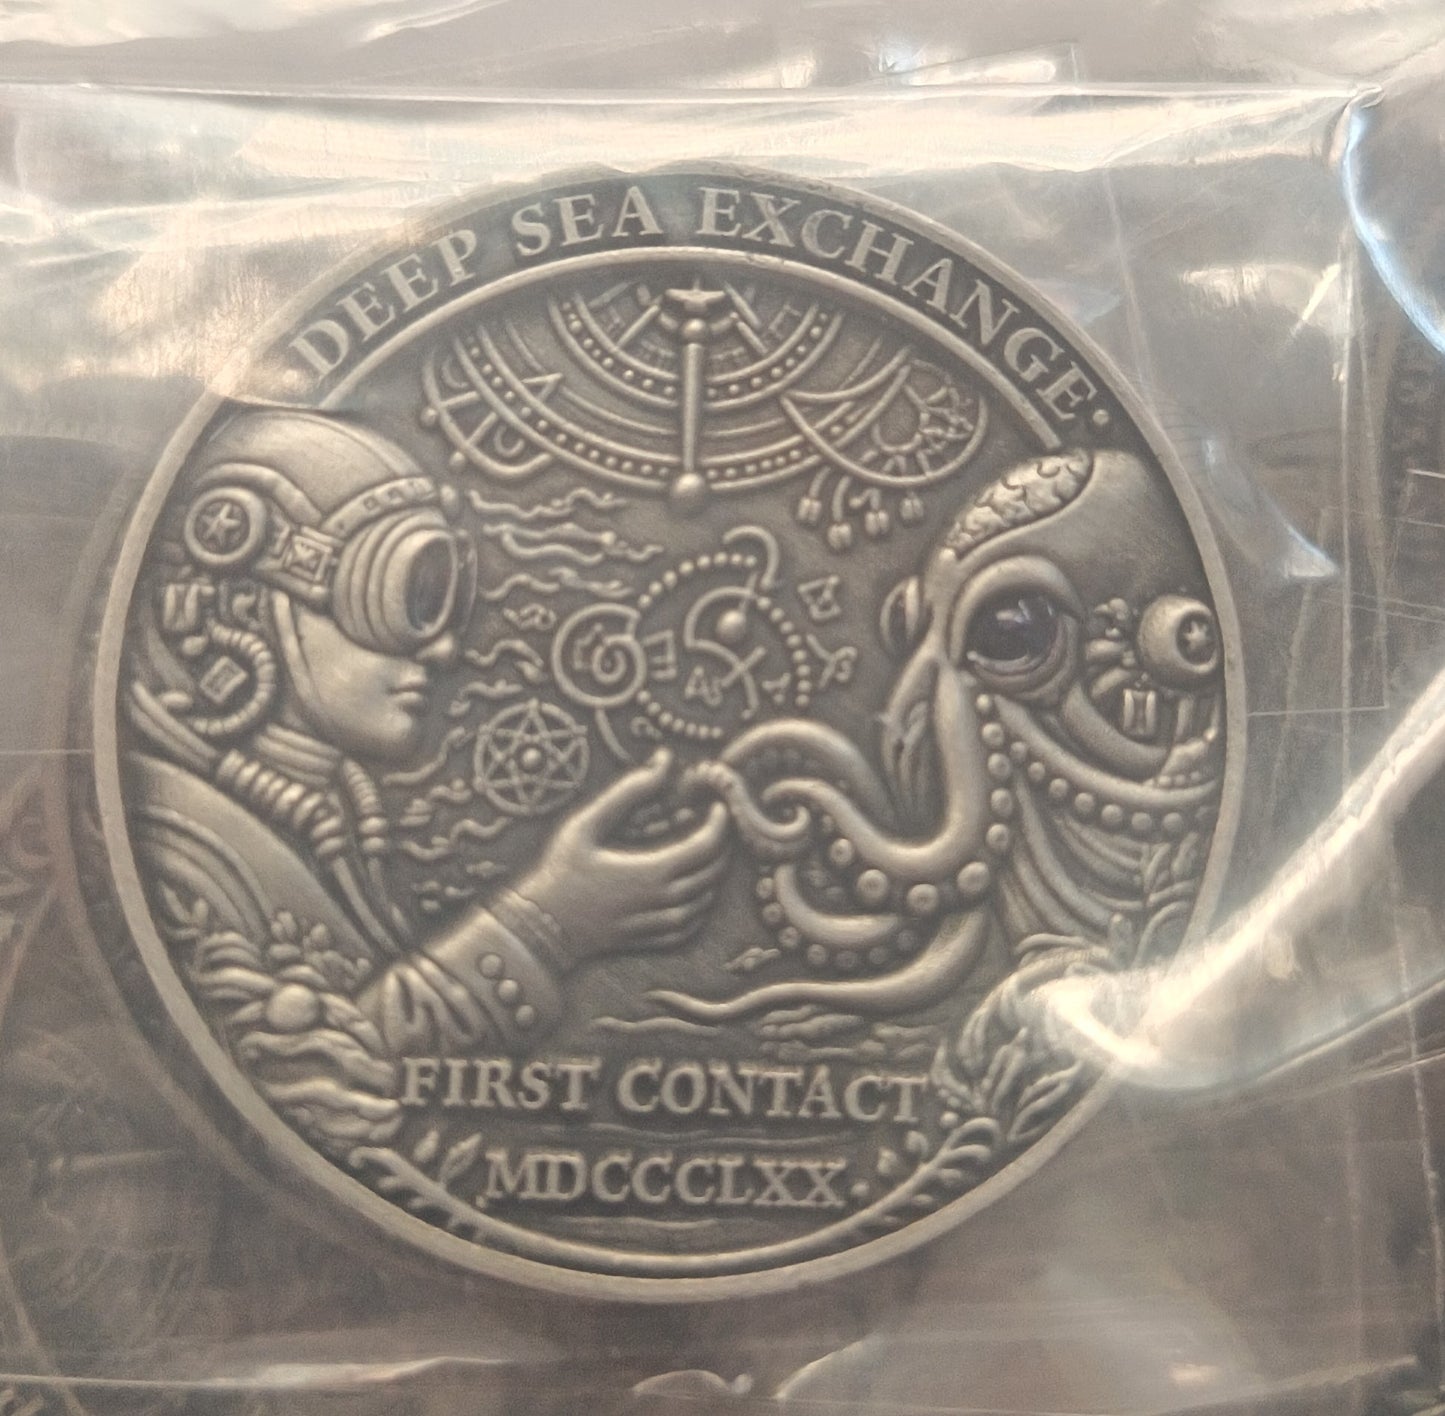 DEEP SEA EXCHANGE
FIRST CONTACT
MDCCCLXX